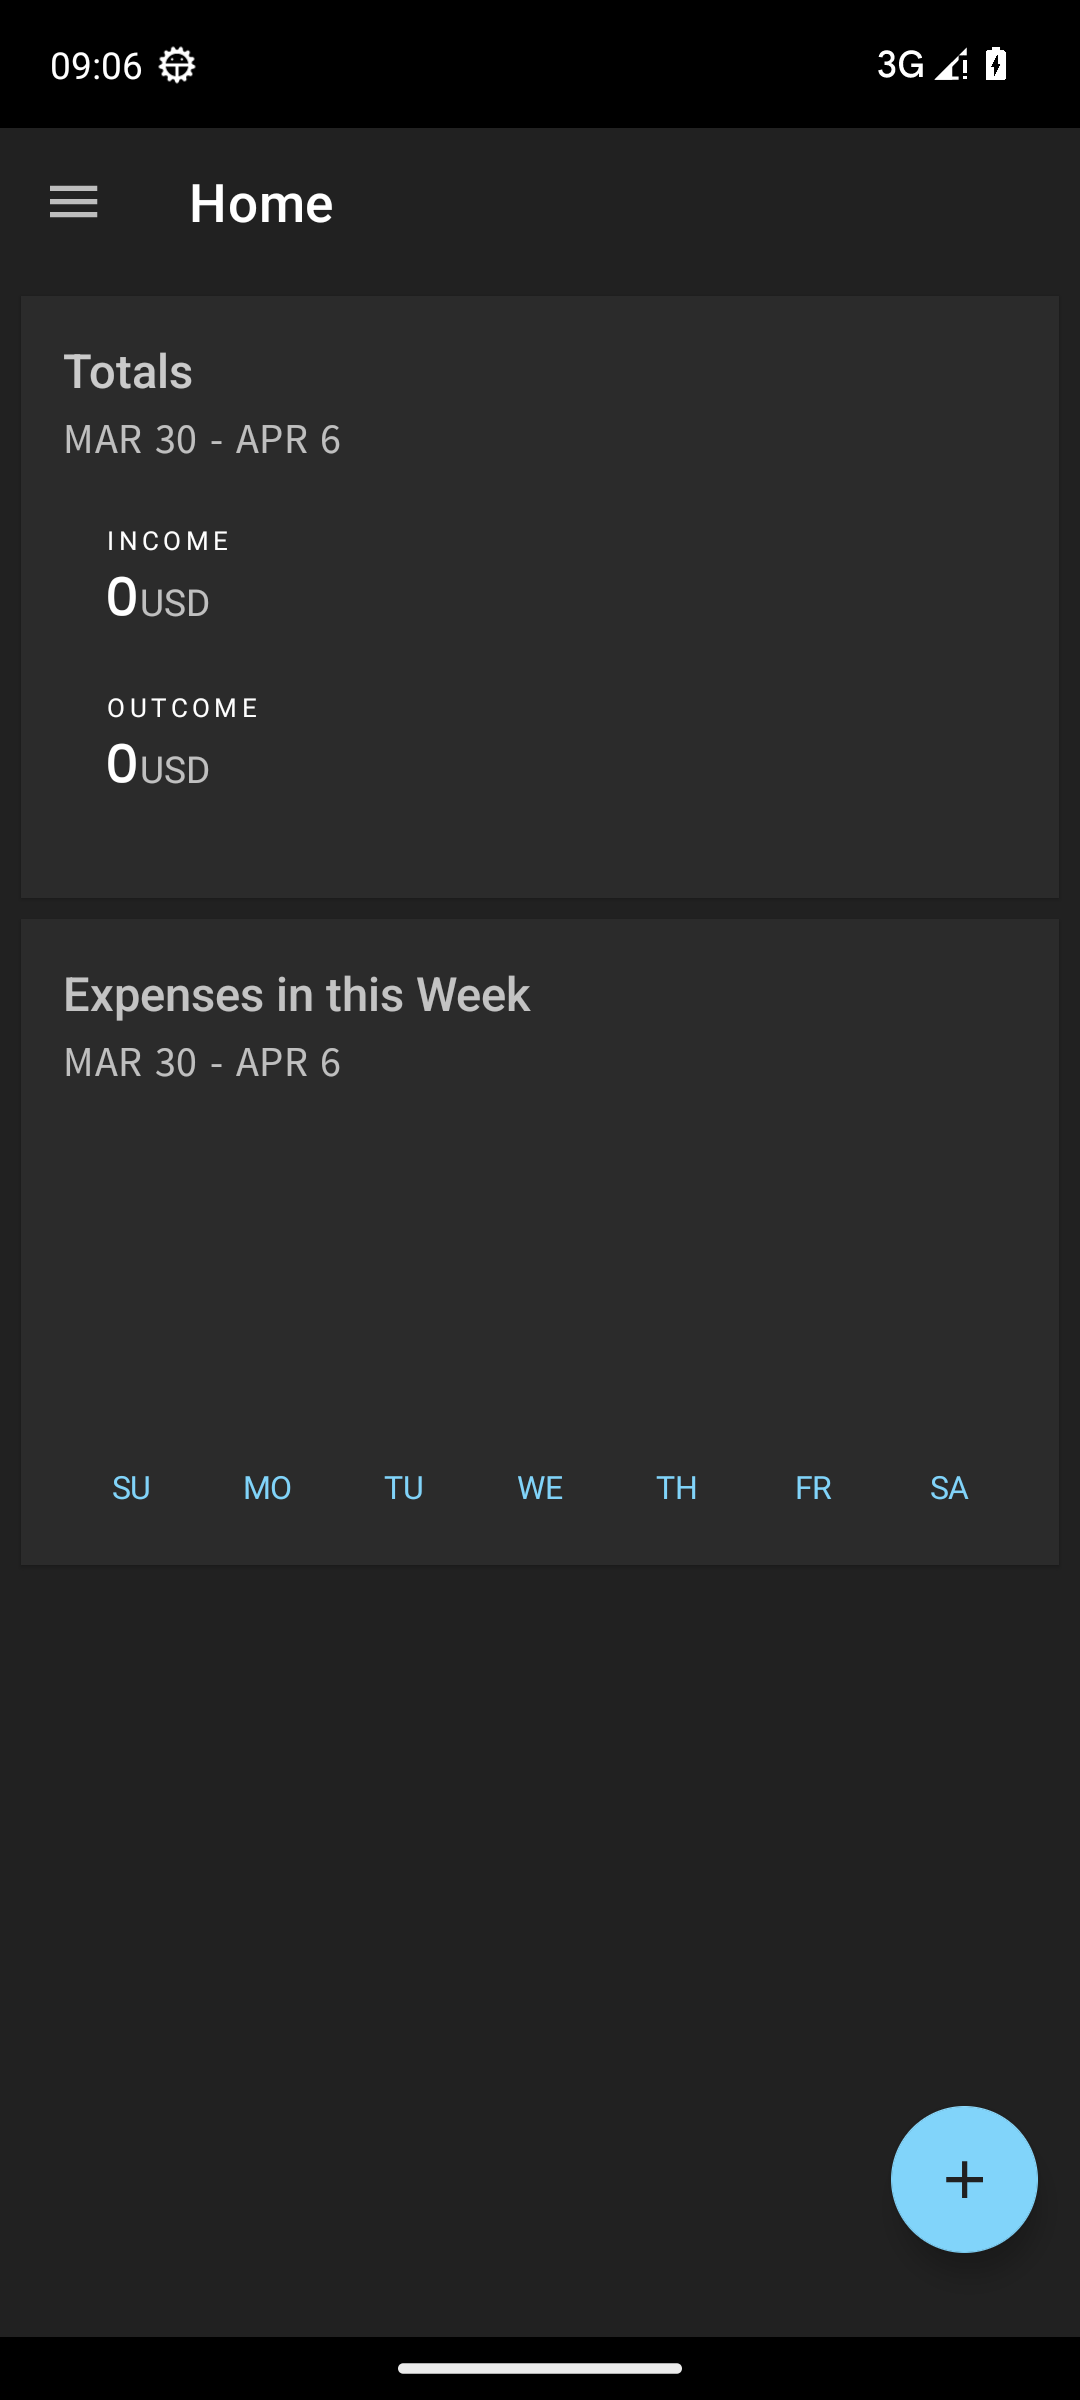 09:06
3G
Home
Totals
MAR 30 - APR 6
INCOME
0USD
OUTCOME
0USD
Expenses in this Week
MAR 30 - APR 6
SU MO TU WE TH FR SA
+